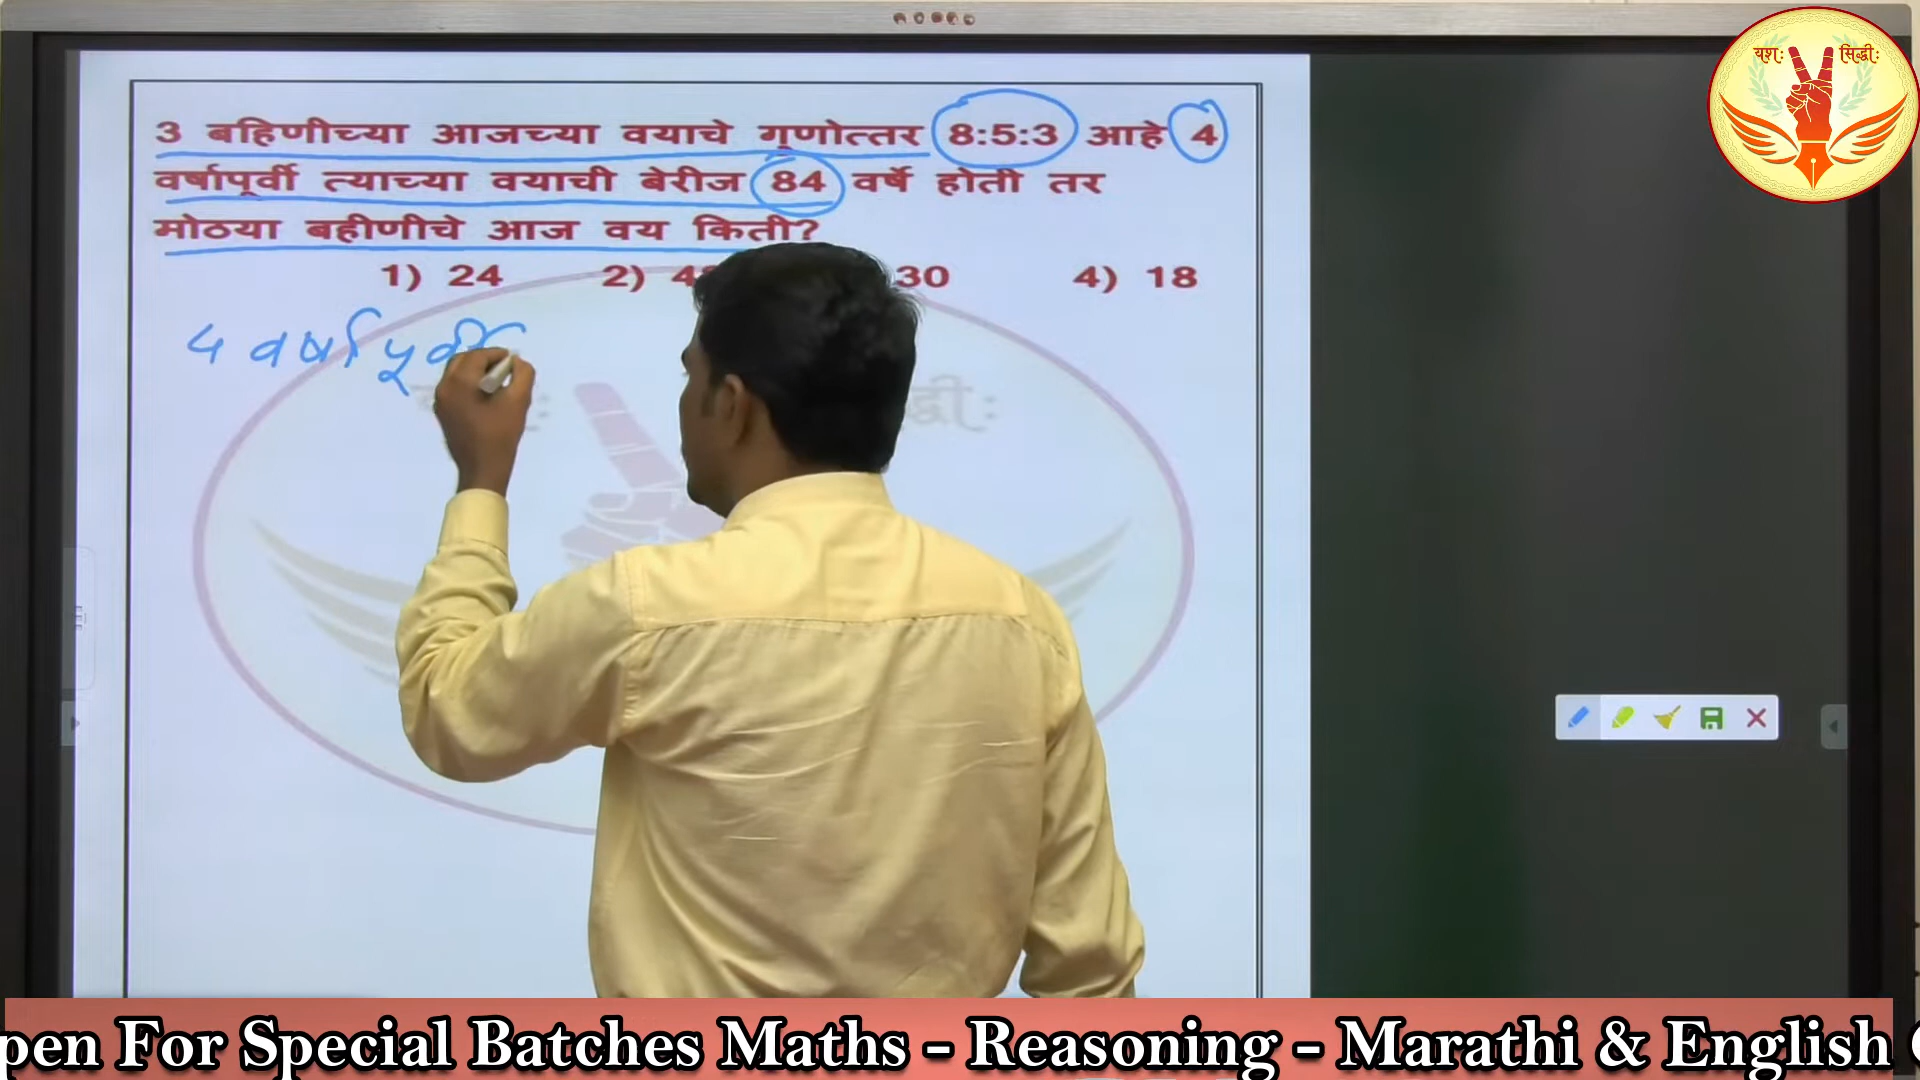 यशः सिद्धीः
3 बहिणीच्या आजच्या वयाचे गूणोत्तर 8:5:3 आहे 4
वर्षापूर्वी त्याच्या वयाची बेरीज 84 वर्षे होती तर
मोठया बहीणीचे आज वय किती?
1) 24 2) 30 4) 18
4 वर्षापूर्वी
pen For Special Batches Maths - Reasoning - Marathi & English